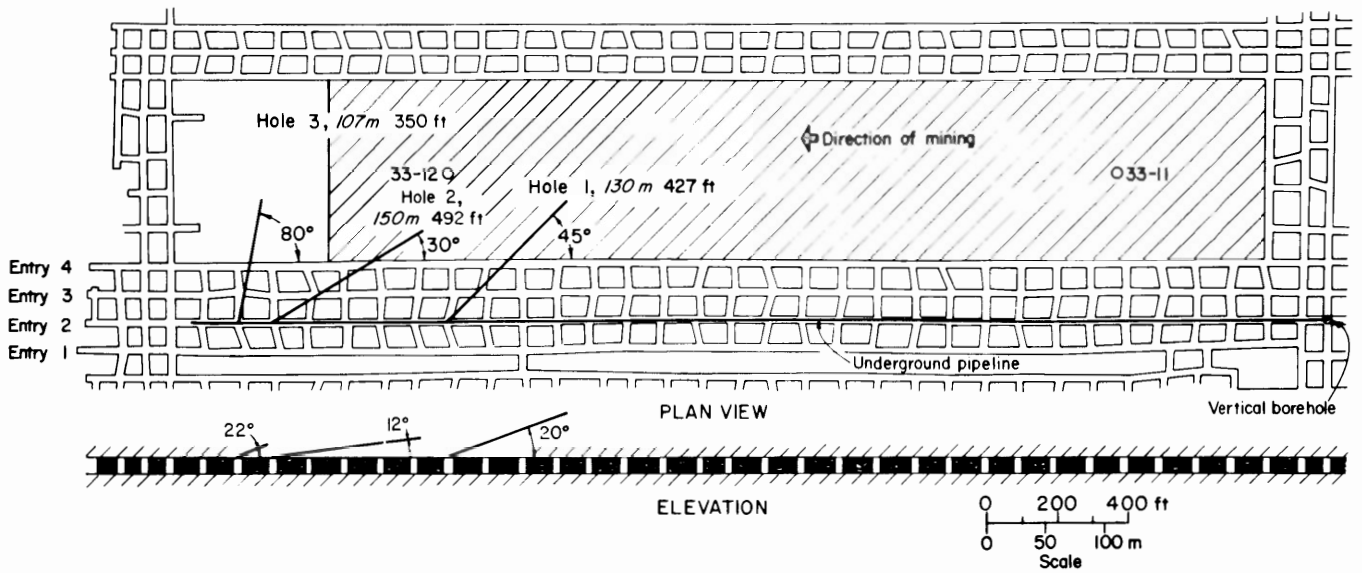 Hole 3, 107m 350 ft
Direction of mining
33-12
33-11
Hole 2,
150m 492 ft
Hole 1, 130 m 427 ft
80°
30°
45°
Entry 4
Entry 3
Entry 2
Entry 1
Underground pipeline
Vertical borehole
PLAN VIEW
22°
12°
20°
ELEVATION
0 200 400 ft
0 50 100 m
Scale